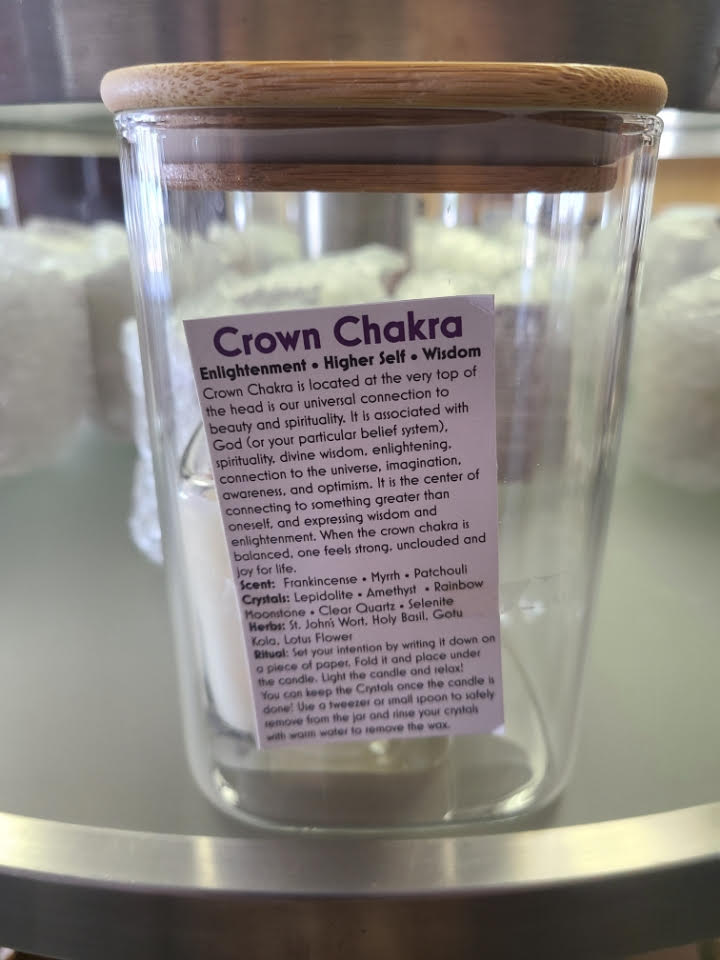 Crown Chakra
Enlightenment • Higher Self • Wisdom
Crown Chakra is located at the very top of
the head is our universal connection to
beauty and spirituality. It is associated with
God (or your particular belief system),
spirituality, divine wisdom, enlightening,
connection to the universe, imagination,
awareness, and optimism. It is the center of
connecting to something greater than
oneself, and expressing wisdom and
enlightenment. When the crown chakra is
balanced, one feels strong, unclouded and
joy for life.
Scent: Frankincense • Myrrh • Patchouli
Crystals: Lepidolite • Amethyst • Rainbow
Moonstone • Clear Quartz • Selenite
Herbs: St. John's Wort, Holy Basil, Gotu
Kola, Lotus Flower
Ritual: Set your intention by writing it down on
a piece of paper. Fold it and place under
the candle. Light the candle and relax!
You can keep the Crystals once the candle is
done! Use a tweezer or small spoon to safely
remove from the jar and rinse your crystals
with warm water to remove the wax.